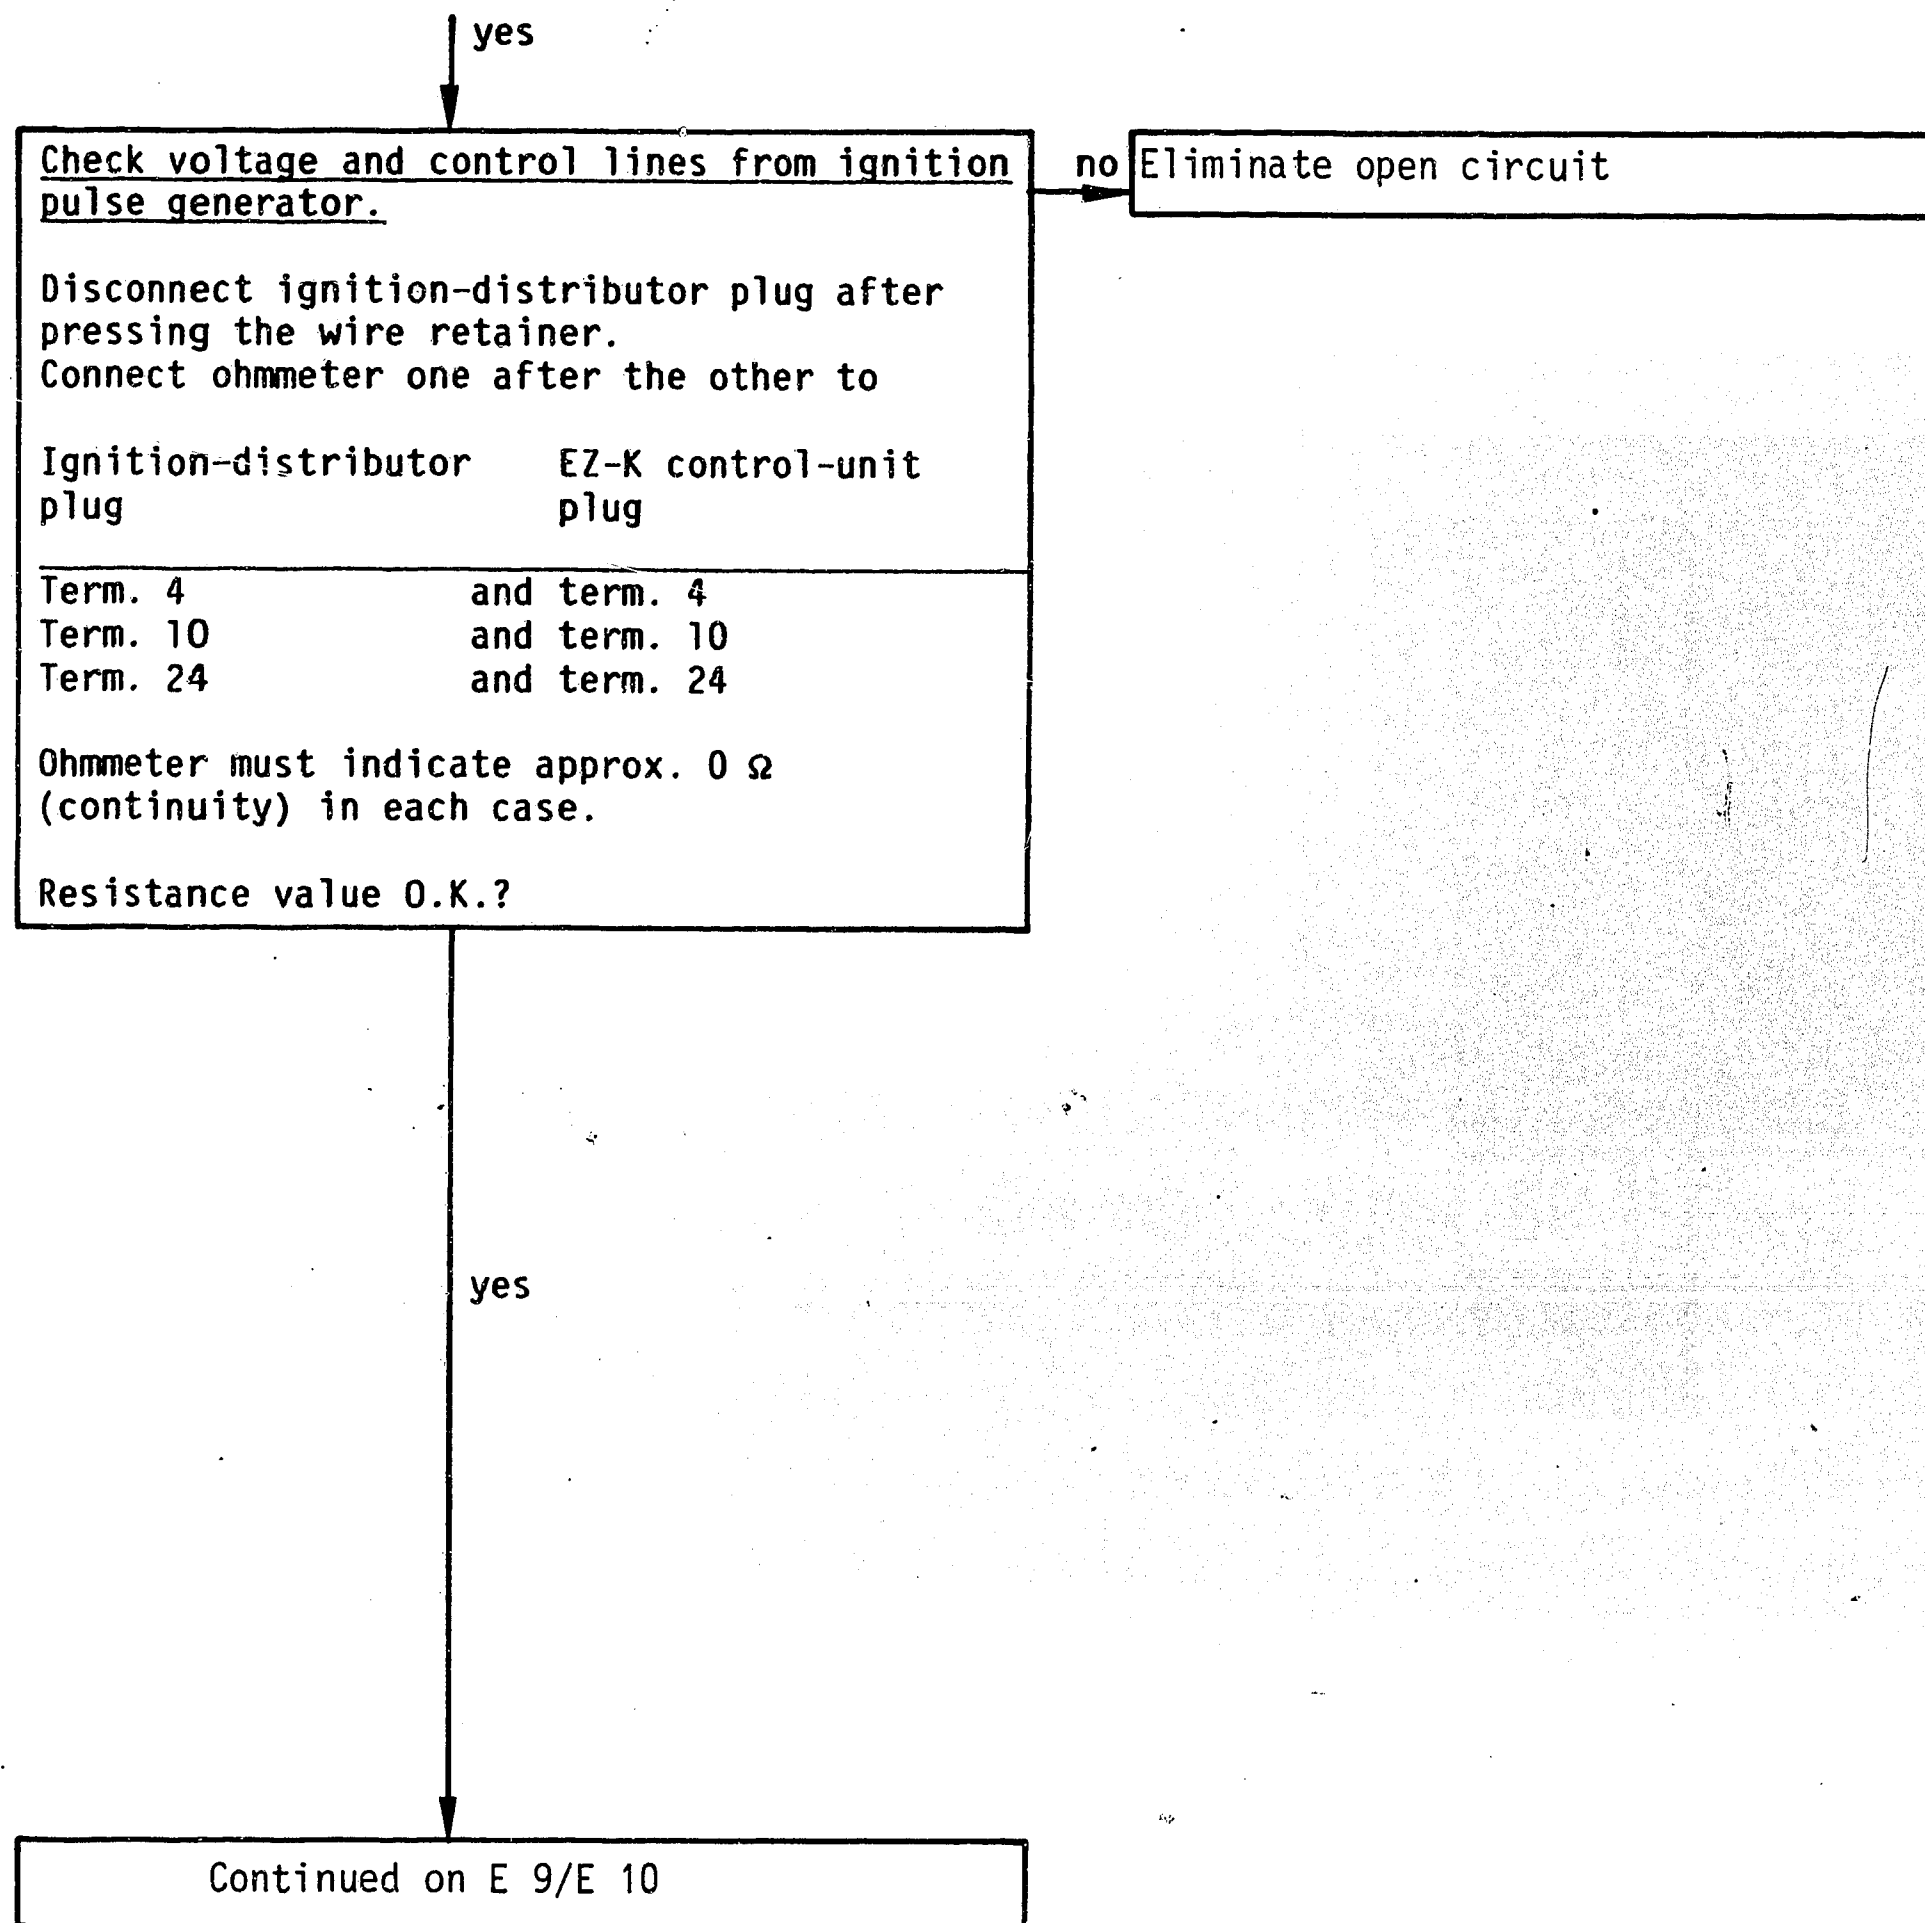 yes
Check voltage and control lines from ignition
pulse generator.
no
Eliminate open circuit
Disconnect ignition-distributor plug after
pressing the wire retainer.
Connect ohmmeter one after the other to
Ignition-distributor EZ-K control-unit
plug plug
Term. 4 and term. 4
Term. 10 and term. 10
Term. 24 and term. 24
Ohmmeter must indicate approx. 0 Ω
(continuity) in each case.
Resistance value O.K.?
yes
Continued on E 9/E 10